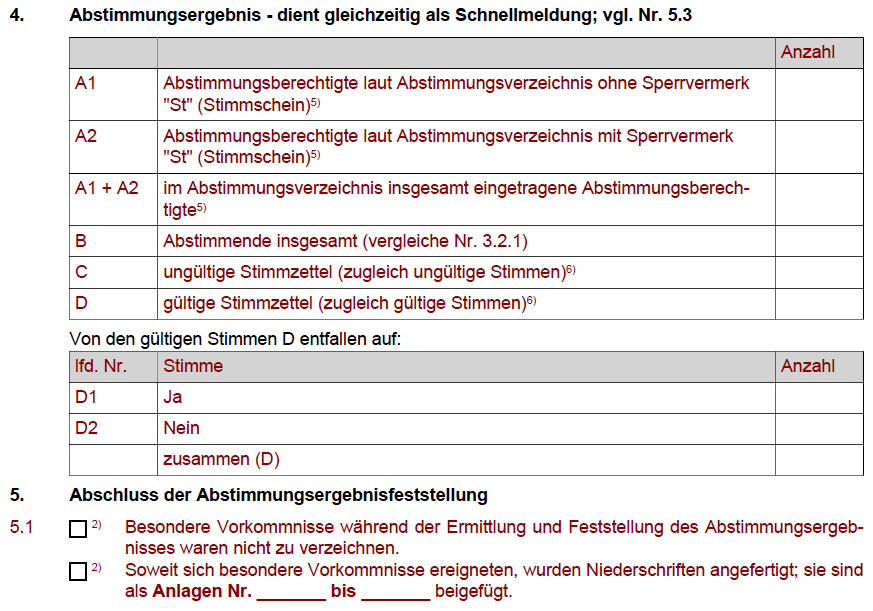 4. Abstimmungsergebnis - dient gleichzeitig als Schnellmeldung; vgl. Nr. 5.3
Anzahl
A1 Abstimmungsberechtigte laut Abstimmungsverzeichnis ohne Sperrvermerk
"St" (Stimmschein)5)
A2 Abstimmungsberechtigte laut Abstimmungsverzeichnis mit Sperrvermerk
"St" (Stimmschein)5)
A1 + A2 im Abstimmungsverzeichnis insgesamt eingetragene Abstimmungsberech-
tigte5)
B Abstimmende insgesamt (vergleiche Nr. 3.2.1)
C ungültige Stimmzettel (zugleich ungültige Stimmen)6)
D gültige Stimmzettel (zugleich gültige Stimmen)6)
Von den gültigen Stimmen D entfallen auf:
lfd. Nr. Stimme Anzahl
D1 Ja
D2 Nein
zusammen (D)
5. Abschluss der Abstimmungsergebnisfeststellung
5.1 2) Besondere Vorkommnisse während der Ermittlung und Feststellung des Abstimmungsergeb-
nisses waren nicht zu verzeichnen.
2) Soweit sich besondere Vorkommnisse ereigneten, wurden Niederschriften angefertigt; sie sind
als Anlagen Nr. _______ bis _______ beigefügt.